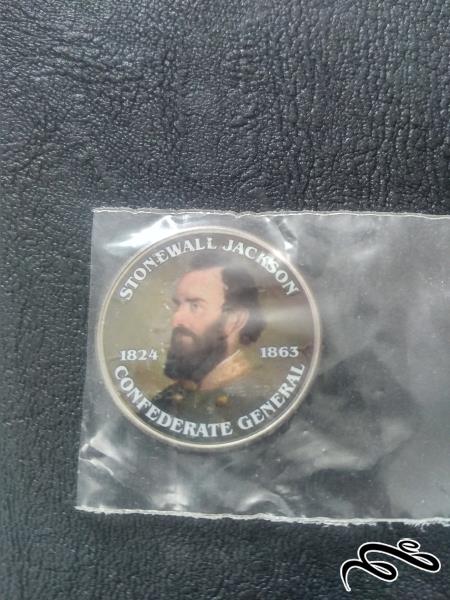 STONEWALL JACKSON
1824 1863
CONFEDERATE GENERAL